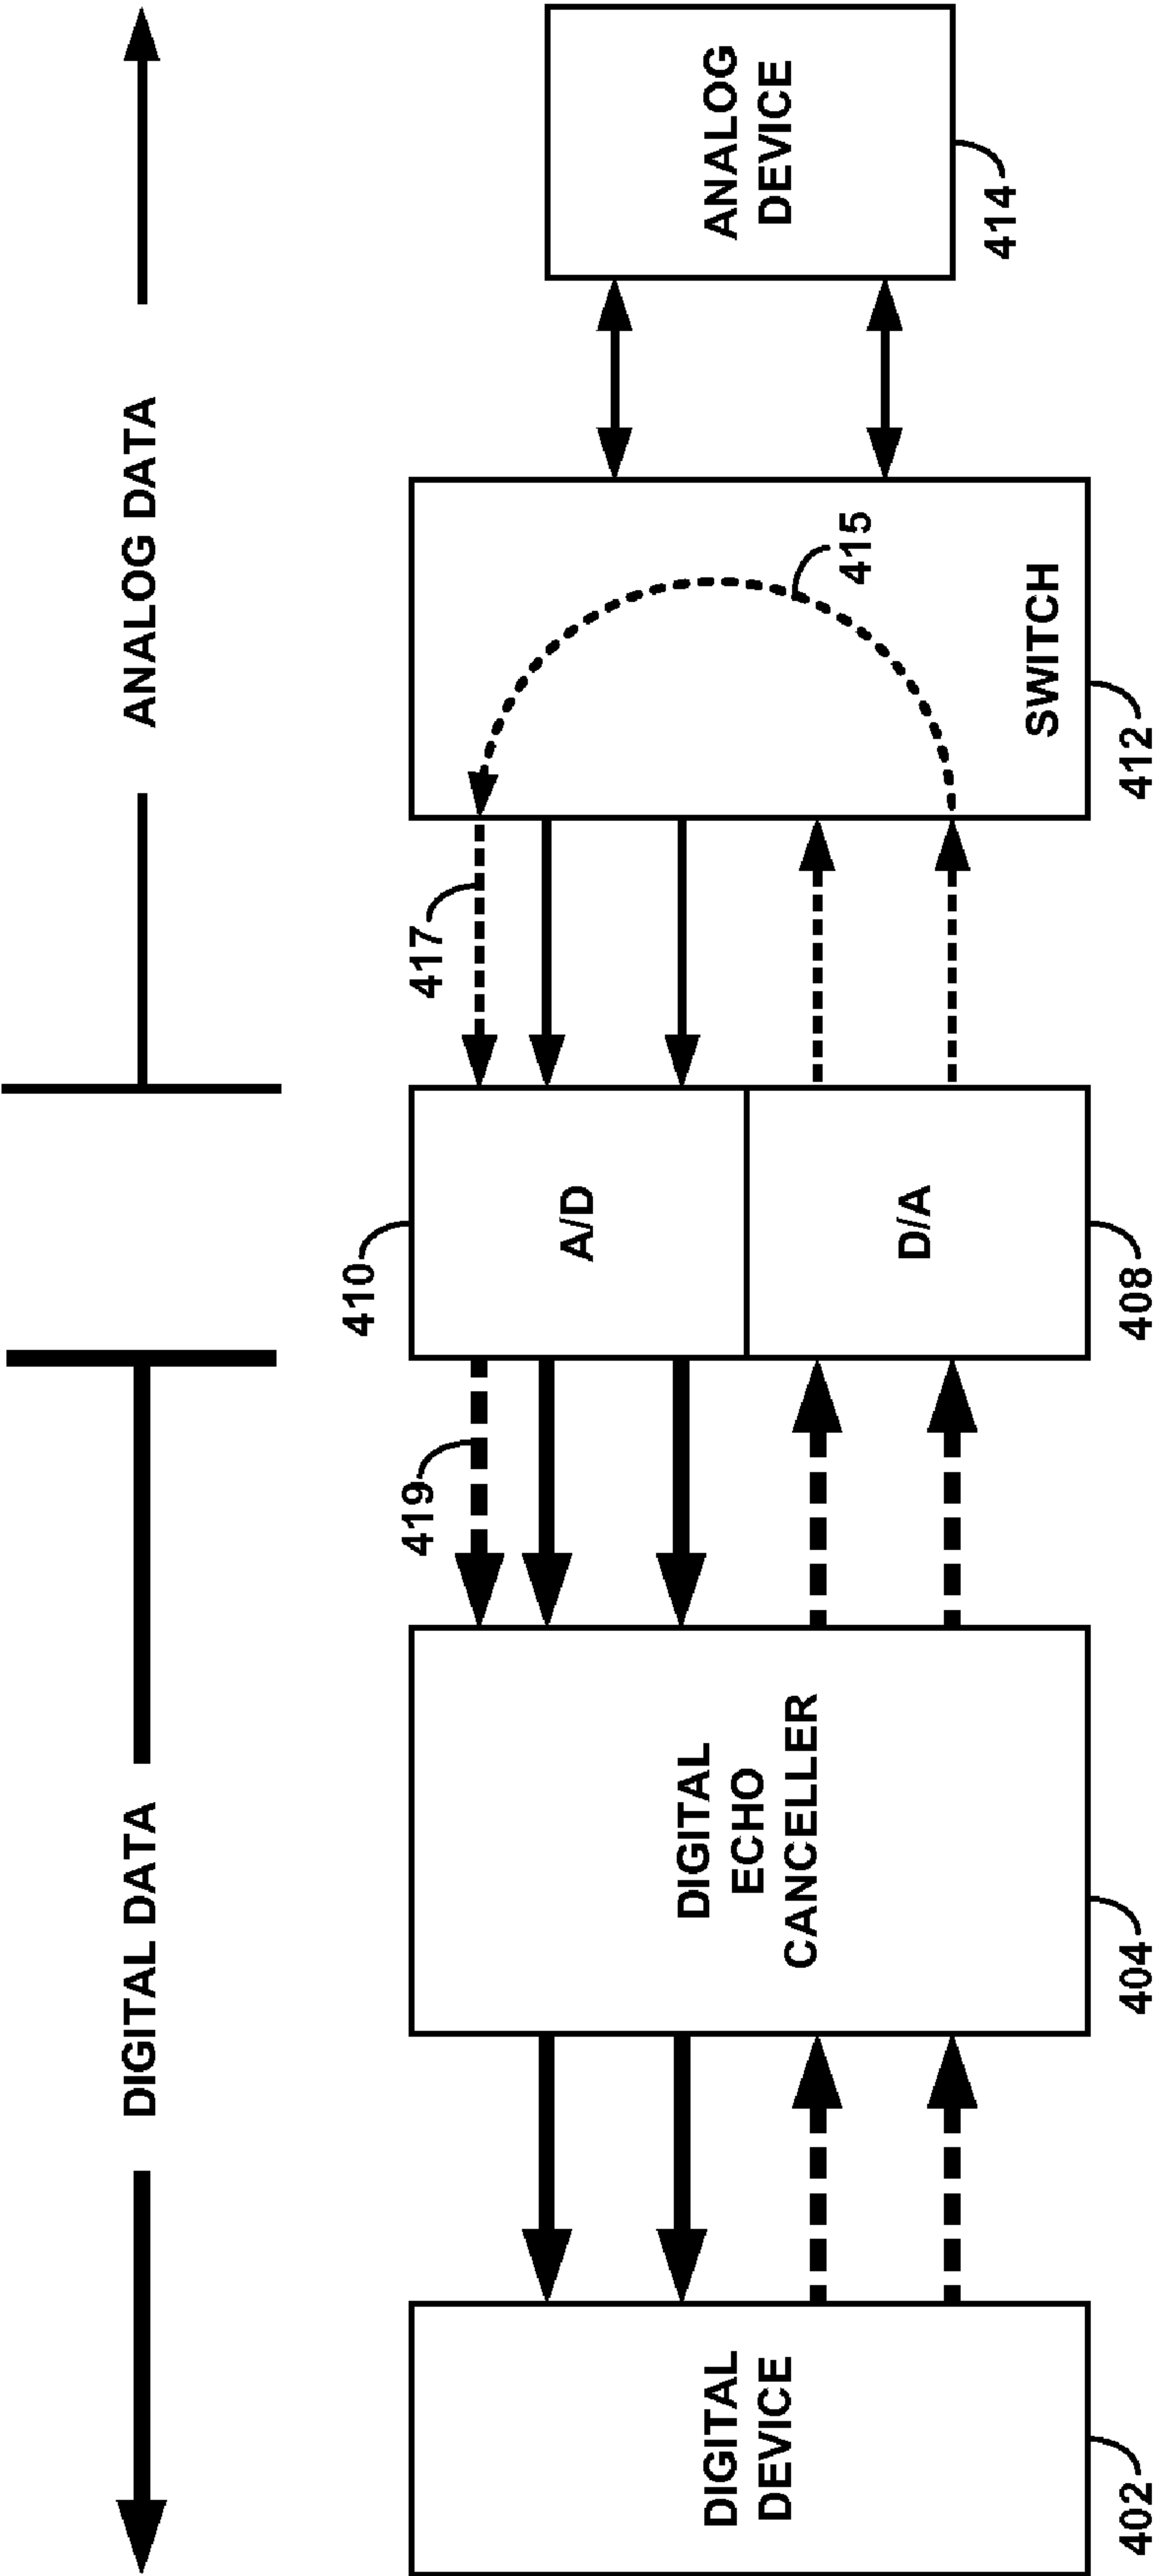 DIGITAL DATA
ANALOG DATA
410
419
417
DIGITAL
DEVICE
DIGITAL
ECHO
CANCELLER
A/D
D/A
415
SWITCH
ANALOG
DEVICE
402
404
408
412
414